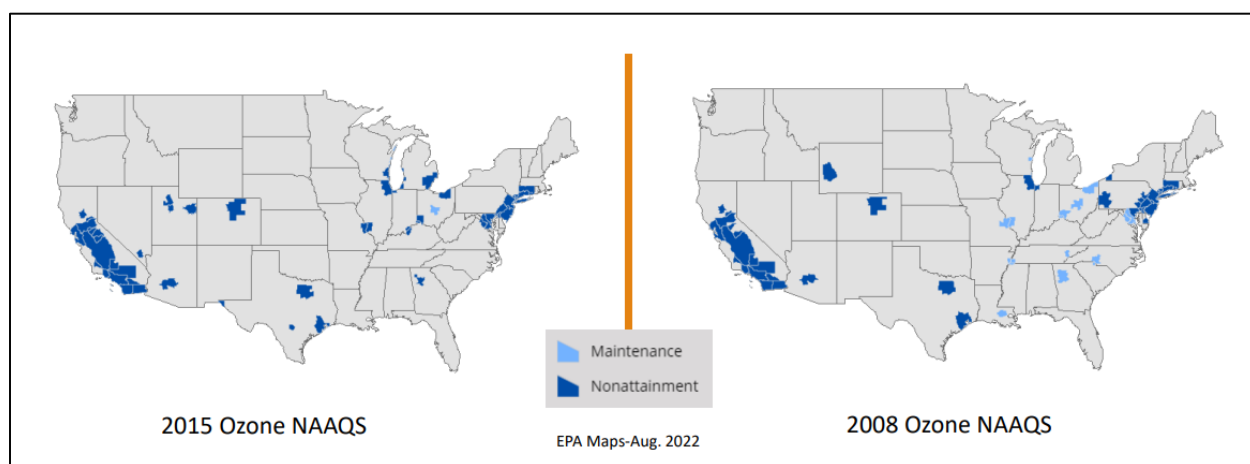 Maintenance
Nonattainment
2015 Ozone NAAQS
EPA Maps-Aug. 2022
2008 Ozone NAAQS